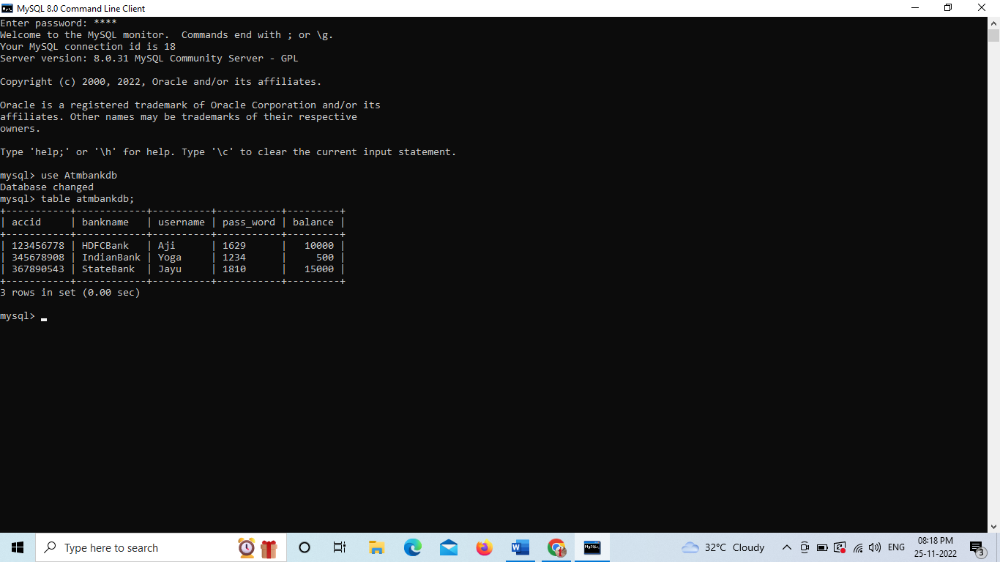 MySQL 8.0 Command Line Client
Enter password: ****
Welcome to the MySQL monitor.  Commands end with ; or \g.
Your MySQL connection id is 18
Server version: 8.0.31 MySQL Community Server - GPL
Copyright (c) 2000, 2022, Oracle and/or its affiliates.
Oracle is a registered trademark of Oracle Corporation and/or its
affiliates. Other names may be trademarks of their respective
owners.
Type 'help;' or '\h' for help. Type '\c' to clear the current input statement.
mysql> use Atmbankdb
Database changed
mysql> table atmbankdb;
+-----------+------------+----------+-----------+---------+
| accid     | bankname   | username | pass_word | balance |
+-----------+------------+----------+-----------+---------+
| 123456778 | HDFCBank   | Aji      | 1629      |   10000 |
| 345678908 | IndianBank | Yoga     | 1234      |     500 |
| 367890543 | StateBank  | Jayu     | 1810      |   15000 |
+-----------+------------+----------+-----------+---------+
3 rows in set (0.00 sec)
mysql>
Type here to search
32°C Cloudy
ENG
08:18 PM
25-11-2022
3